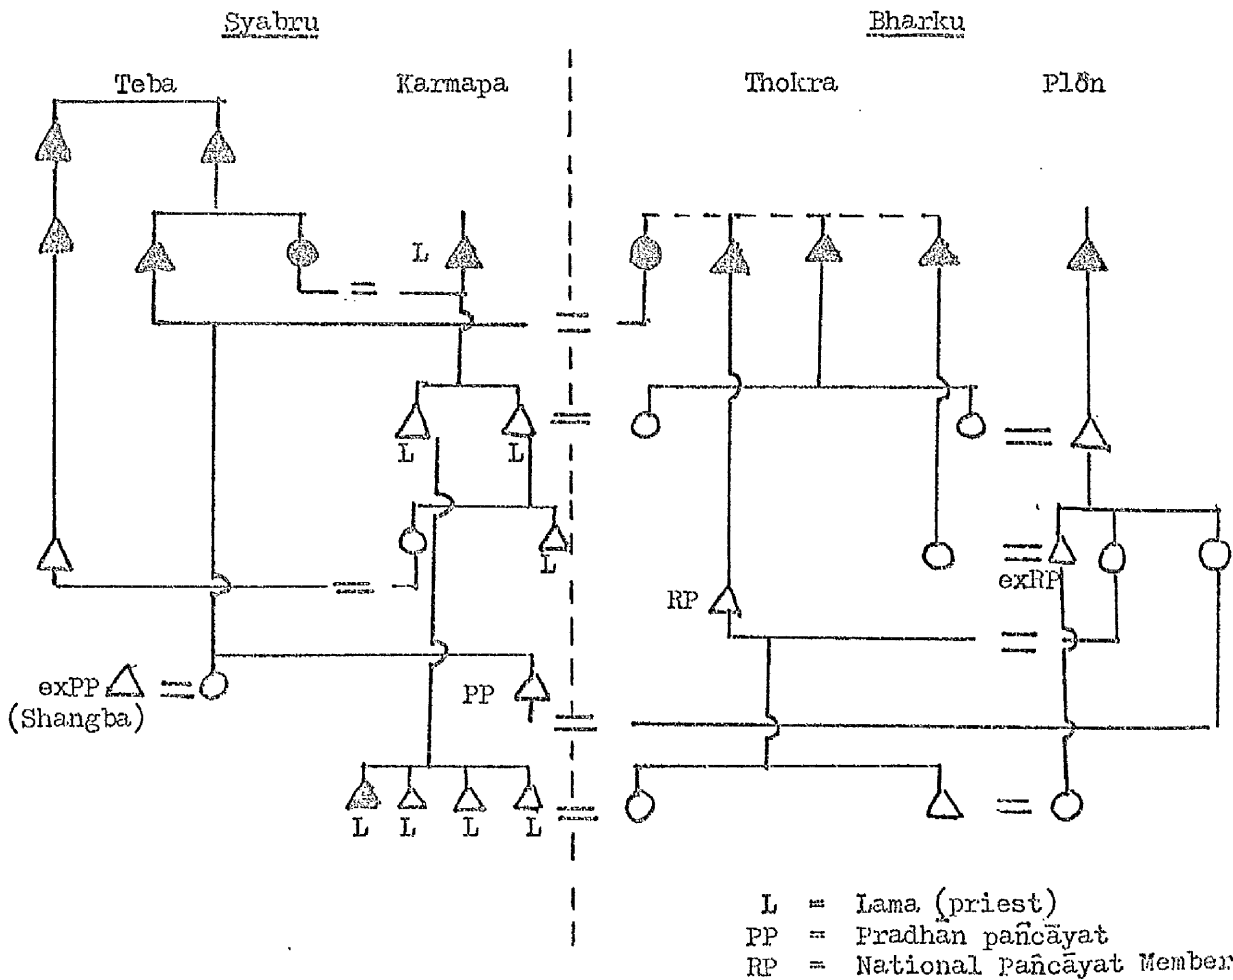 Syabru Bharku
Teba Karmapa Thokra Plön
L
L L
L
exRP
RP
exPP PP
(Shangba)
L L L L
L = Lama (priest)
PP = Pradhān pañcāyat
RP = National Pañcāyat Member